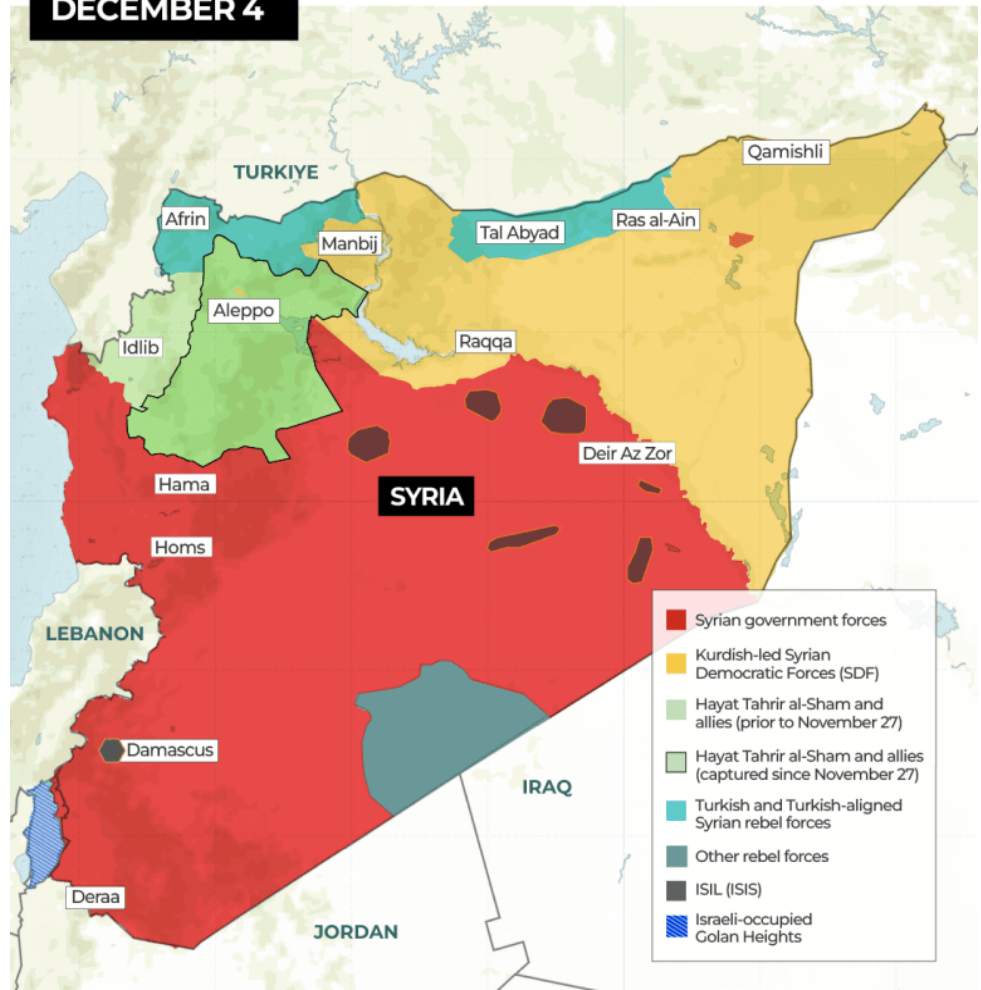 DECEMBER 4
TURKIYE
Qamishli
Afrin
Manbij
Tal Abyad
Ras al-Ain
Aleppo
Idlib
Raqqa
Deir Az Zor
Hama
SYRIA
Homs
LEBANON
Damascus
IRAQ
Deraa
JORDAN
Syrian government forces
Kurdish-led Syrian
Democratic Forces (SDF)
Hayat Tahrir al-Sham and
allies (prior to November 27)
Hayat Tahrir al-Sham and allies
(captured since November 27)
Turkish and Turkish-aligned
Syrian rebel forces
Other rebel forces
ISIL (ISIS)
Israeli-occupied
Golan Heights